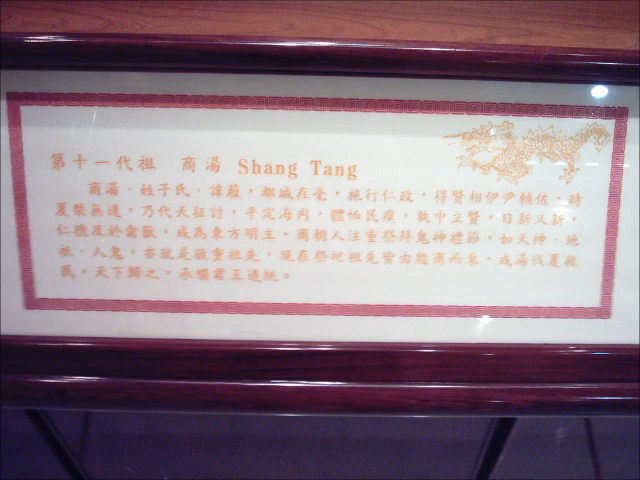 第十一代祖 商湯 Shang Tang
商湯，姓子氏，諱履，都城在亳。施行仁政，得賢相伊尹輔佐。時
夏桀無道，乃代天征討，平定海內，體恤民瘼，執中立賢，日新又新，
仁德及於禽獸，成為東方明主。商朝人注重祭拜鬼神禮節，如天神、地
祇、人鬼，亦就是敬重祖先，現在祭祀祖先皆由殷商而來。成湯伐夏
，天下歸之，承繼君王道統。